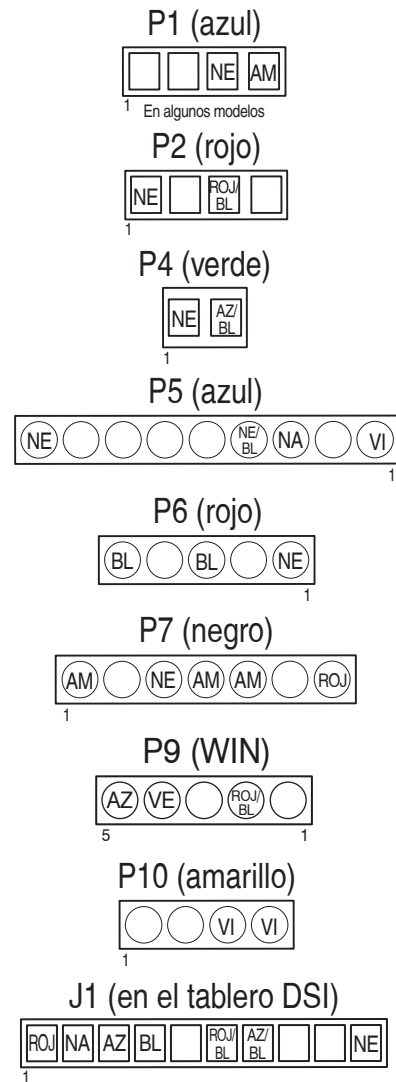 P1 (azul)
NE AM
1 En algunos modelos
P2 (rojo)
NE ROJ/BL
1
P4 (verde)
NE AZ/BL
1
P5 (azul)
NE NE/BL NA VI
1
P6 (rojo)
BL BL NE
1
P7 (negro)
AM NE AM AM ROJ
1
P9 (WIN)
AZ VE ROJ/BL
5 1
P10 (amarillo)
VI VI
1
J1 (en el tablero DSI)
ROJ NA AZ BL ROJ/BL AZ/BL NE
1